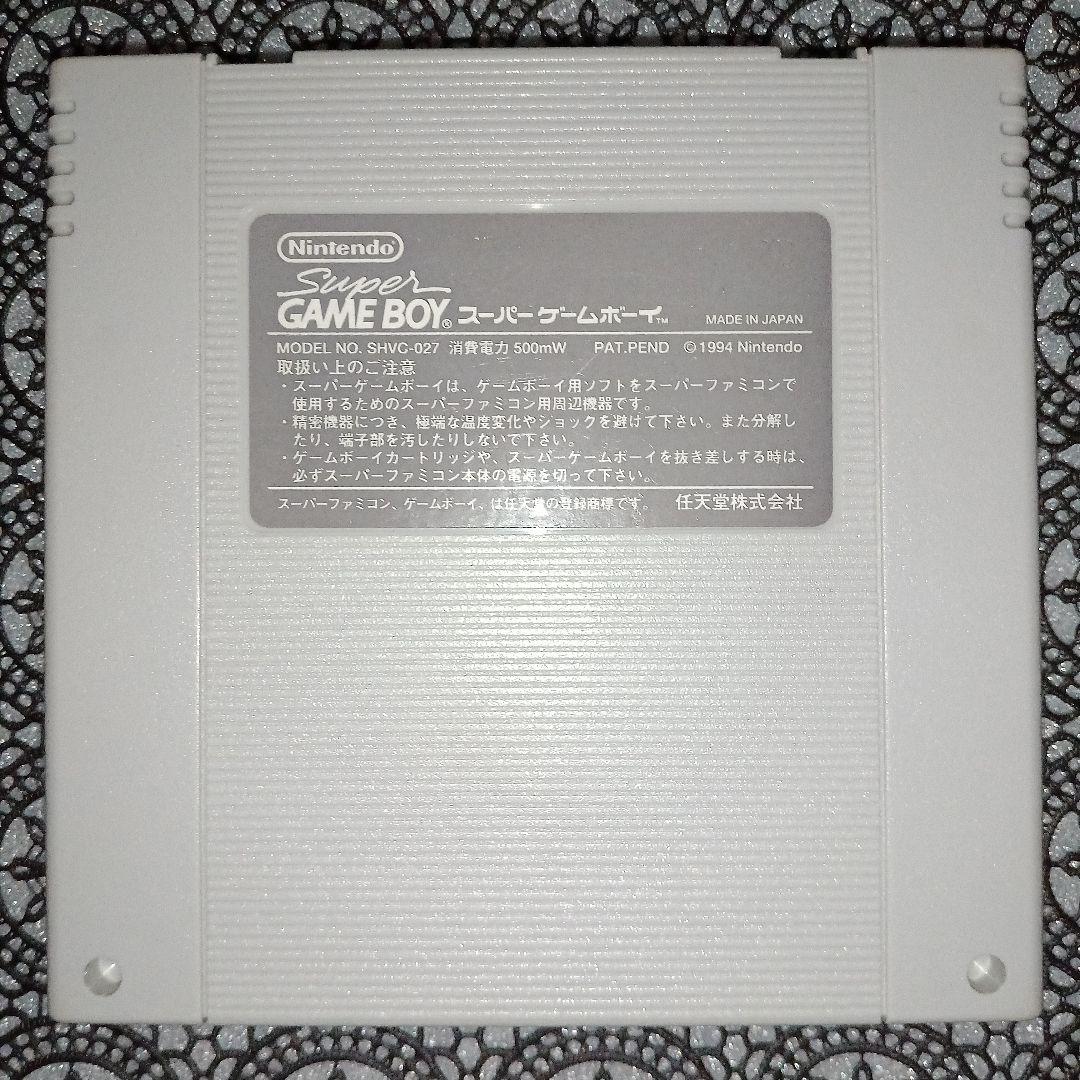 Nintendo®
Super
GAME BOY® スーパーゲームボーイ™ MADE IN JAPAN
MODEL NO. SHVC-027 消費電力 500mW PAT.PEND ©1994 Nintendo
取扱い上のご注意
・スーパーゲームボーイは、ゲームボーイ用ソフトをスーパーファミコンで
使用するためのスーパーファミコン用周辺機器です。
・精密機器につき、極端な温度変化やショックを避けて下さい。また分解し
たり、端子部を汚したりしないで下さい。
・ゲームボーイカートリッジや、スーパーゲームボーイを抜き差しする時は、
必ずスーパーファミコン本体の電源を切って下さい。
スーパーファミコン、ゲームボーイ、は任天堂の登録商標です。 任天堂株式会社